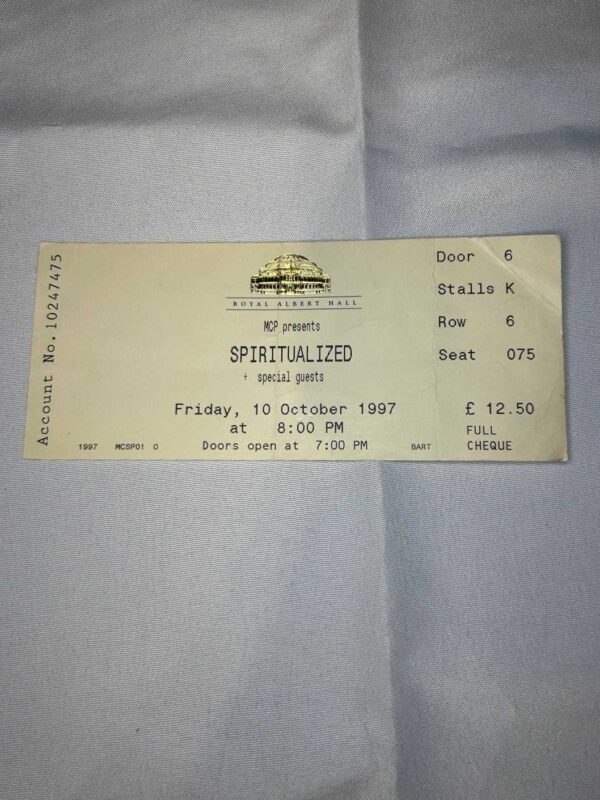 Account No. 10247475
ROYAL ALBERT HALL
MCP presents
SPIRITUALIZED
+ special guests
Friday, 10 October 1997
at 8:00 PM
1997 MCSP01 0 Doors open at 7:00 PM BART
Door 6
Stalls K
Row 6
Seat 075
£ 12.50
FULL
CHEQUE